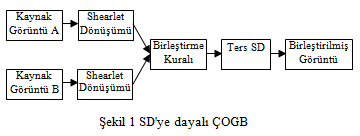 Kaynak
Görüntü A
Shearlet
Dönüşümü
Birleştirme
Kuralı
Ters SD
Birleştirilmiş
Görüntü
Kaynak
Görüntü B
Shearlet
Dönüşümü
Şekil 1 SD'ye dayalı ÇOGB